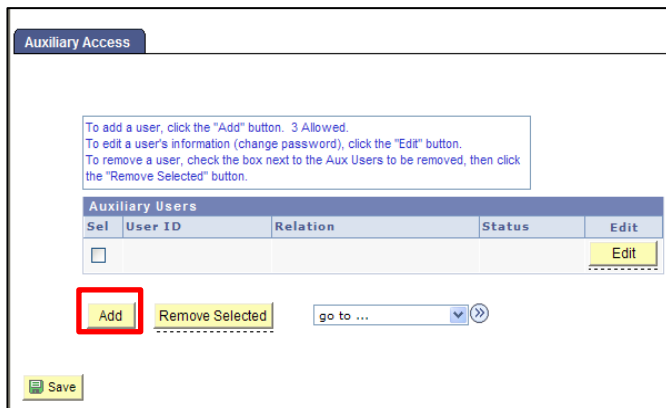 Auxiliary Access
To add a user, click the "Add" button. 3 Allowed.
To edit a user's information (change password), click the "Edit" button.
To remove a user, check the box next to the Aux Users to be removed, then click
the "Remove Selected" button.
Auxiliary Users
Sel User ID Relation Status Edit
Edit
Add Remove Selected go to ...
Save